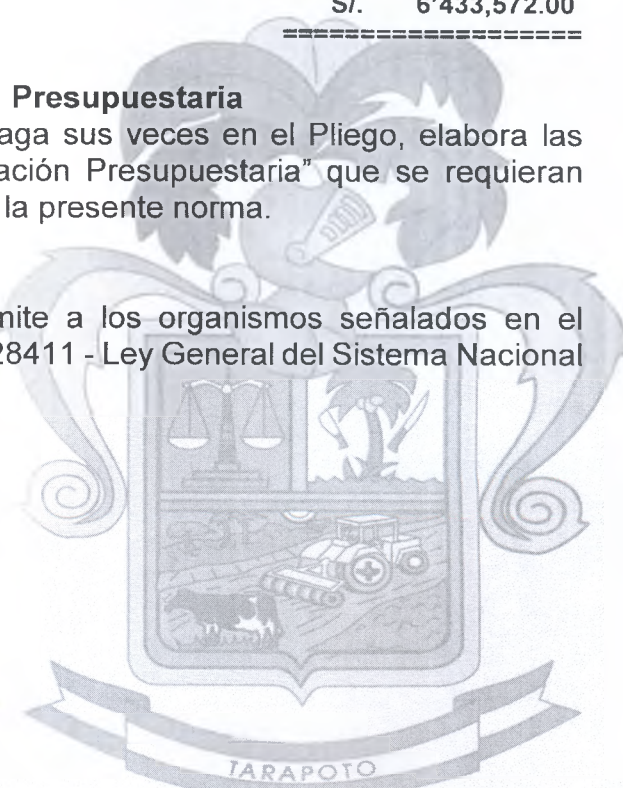 S/. 6'433,572.00
====================
Presupuestaria
aga sus veces en el Pliego, elabora las
ación Presupuestaria" que se requieran
la presente norma.
mite a los organismos señalados en el
28411 - Ley General del Sistema Nacional
TARAPOTO